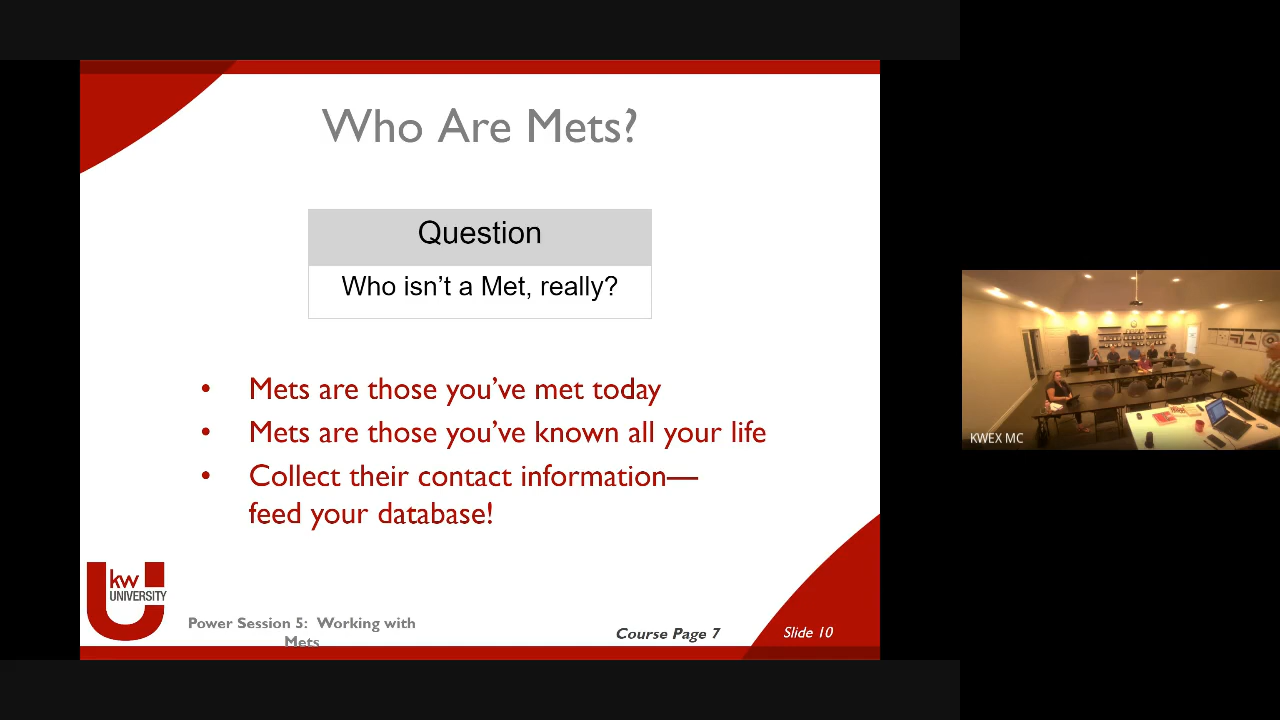 Who Are Mets?
Question
Who isn't a Met, really?
• Mets are those you've met today
• Mets are those you've known all your life
• Collect their contact information—
feed your database!
kw
UNIVERSITY
Power Session 5: Working with
Mets
Course Page 7
Slide 10
KWEX MC